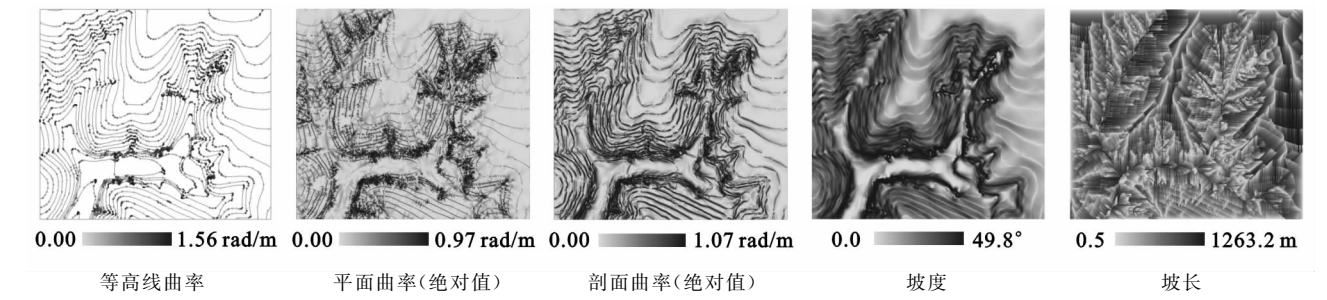 0.00 1.56 rad/m 0.00 0.97 rad/m 0.00 1.07 rad/m 0.0 49.8° 0.5 1263.2 m
等高线曲率 平面曲率(绝对值) 剖面曲率(绝对值) 坡度 坡长